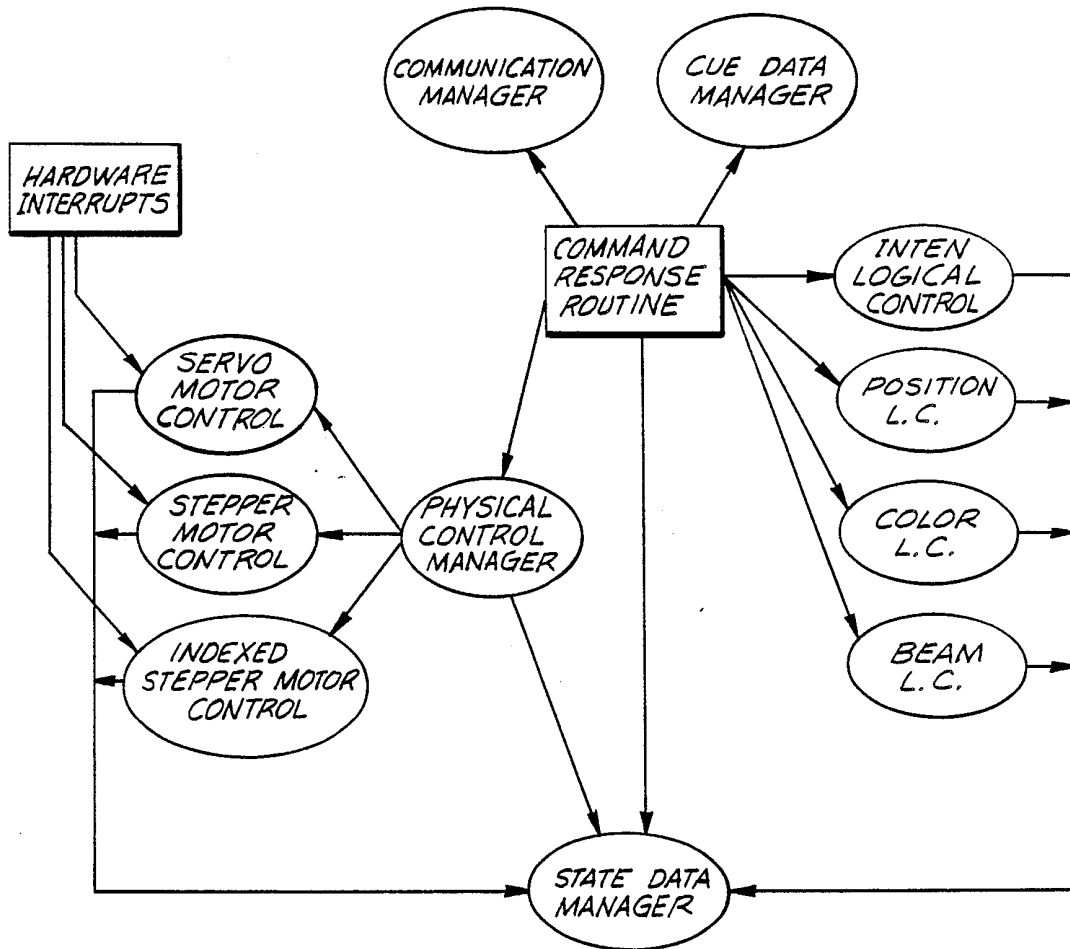 COMMUNICATION
MANAGER
CUE DATA
MANAGER
HARDWARE
INTERRUPTS
COMMAND
RESPONSE
ROUTINE
INTEN
LOGICAL
CONTROL
SERVO
MOTOR
CONTROL
POSITION
L.C.
STEPPER
MOTOR
CONTROL
PHYSICAL
CONTROL
MANAGER
COLOR
L.C.
INDEXED
STEPPER MOTOR
CONTROL
BEAM
L.C.
STATE DATA
MANAGER